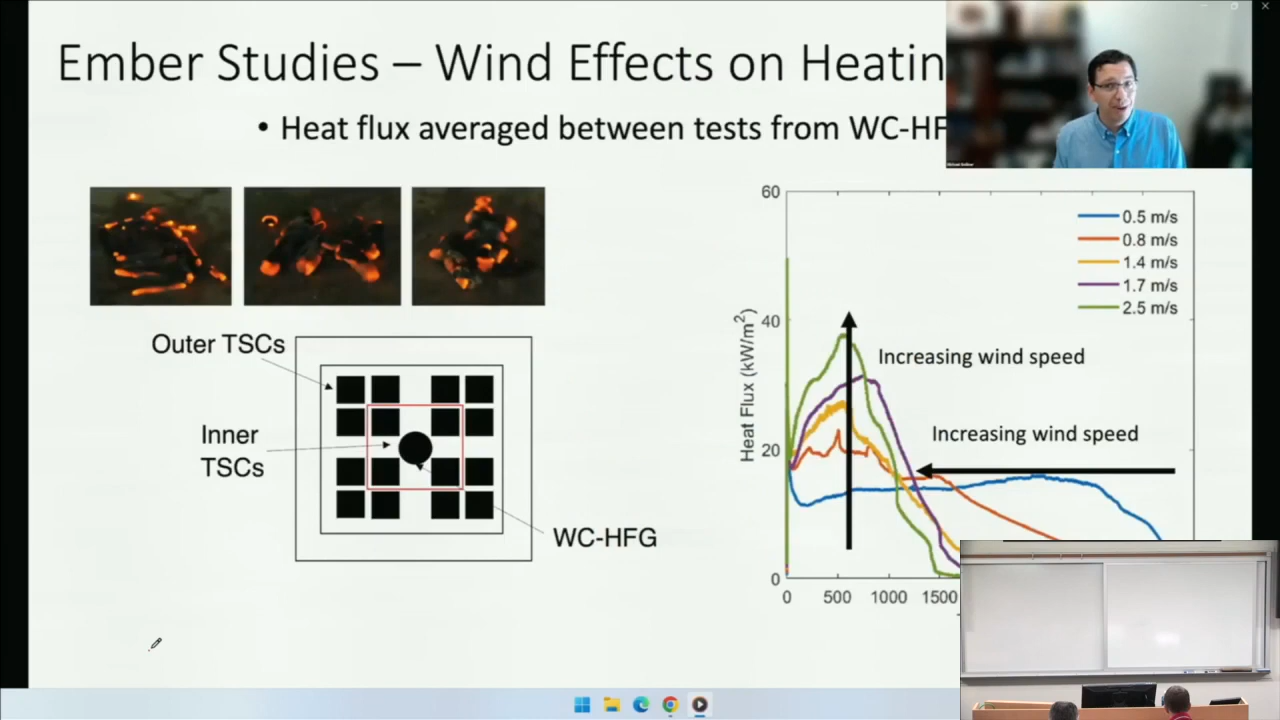 Ember Studies – Wind Effects on Heatin
• Heat flux averaged between tests from WC-HF
Outer TSCs
Inner
TSCs
WC-HFG
60
40
20
0
Heat Flux (kW/m²)
0.5 m/s
0.8 m/s
1.4 m/s
1.7 m/s
2.5 m/s
Increasing wind speed
Increasing wind speed
0 500 1000 1500